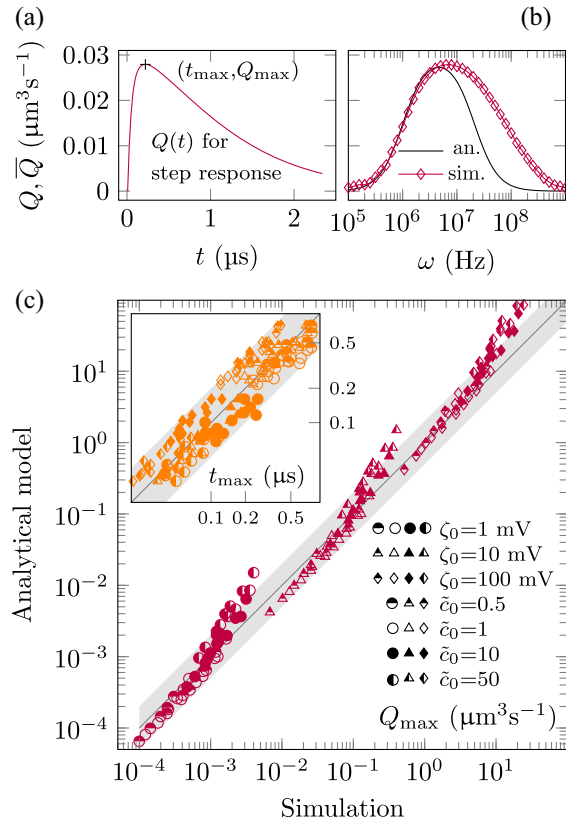 (a)
(b)
Q, Q̅ (µm³s⁻¹)
0.03
0.02
0.01
0
(t_max,Q_max)
Q(t) for
step response
0 1 2
t (µs)
an.
sim.
10⁵ 10⁶ 10⁷ 10⁸
ω (Hz)
(c)
Analytical model
10¹
10⁰
10⁻¹
10⁻²
10⁻³
10⁻⁴
0.5
0.2
0.1
t_max (µs)
0.1 0.2 0.5
ζ₀=1 mV
ζ₀=10 mV
ζ₀=100 mV
c̃₀=0.5
c̃₀=1
c̃₀=10
c̃₀=50
Q_max (µm³s⁻¹)
10⁻⁴ 10⁻³ 10⁻² 10⁻¹ 10⁰ 10¹
Simulation